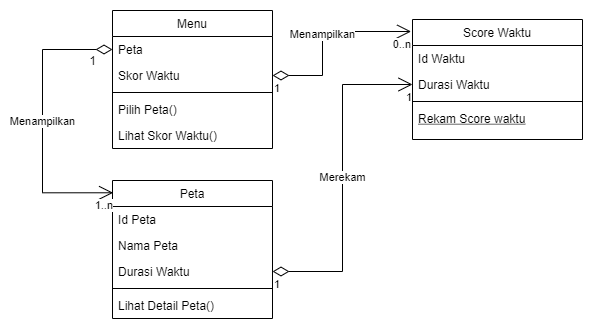 Menu
Peta
Skor Waktu
Pilih Peta()
Lihat Skor Waktu()
1
1
Menampilkan
0..n
Score Waktu
Id Waktu
Durasi Waktu
Rekam Score waktu
1
Menampilkan
1..n
Merekam
Peta
Id Peta
Nama Peta
Durasi Waktu
Lihat Detail Peta()
1